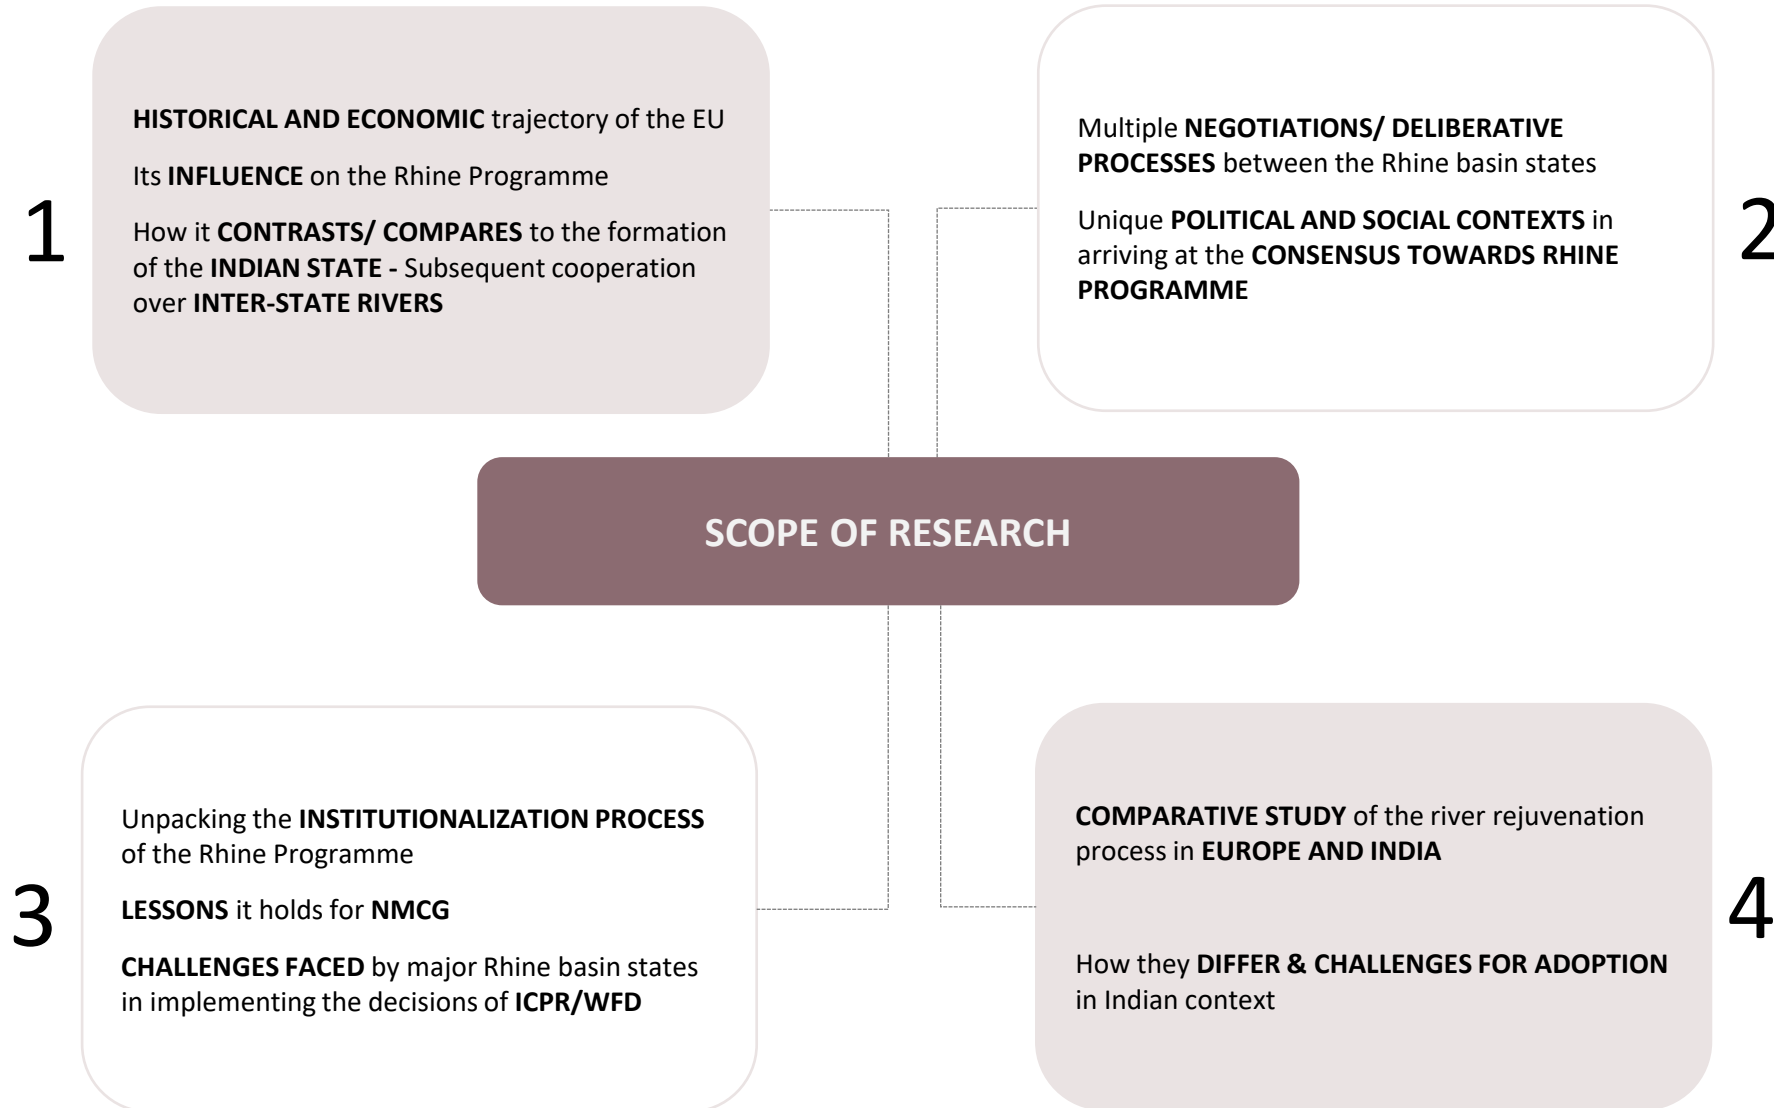 1
HISTORICAL AND ECONOMIC trajectory of the EU
Its INFLUENCE on the Rhine Programme
How it CONTRASTS/ COMPARES to the formation
of the INDIAN STATE - Subsequent cooperation
over INTER-STATE RIVERS
Multiple NEGOTIATIONS/ DELIBERATIVE
PROCESSES between the Rhine basin states
Unique POLITICAL AND SOCIAL CONTEXTS in
arriving at the CONSENSUS TOWARDS RHINE
PROGRAMME
2
SCOPE OF RESEARCH
3
Unpacking the INSTITUTIONALIZATION PROCESS
of the Rhine Programme
LESSONS it holds for NMCG
CHALLENGES FACED by major Rhine basin states
in implementing the decisions of ICPR/WFD
COMPARATIVE STUDY of the river rejuvenation
process in EUROPE AND INDIA
How they DIFFER & CHALLENGES FOR ADOPTION
in Indian context
4